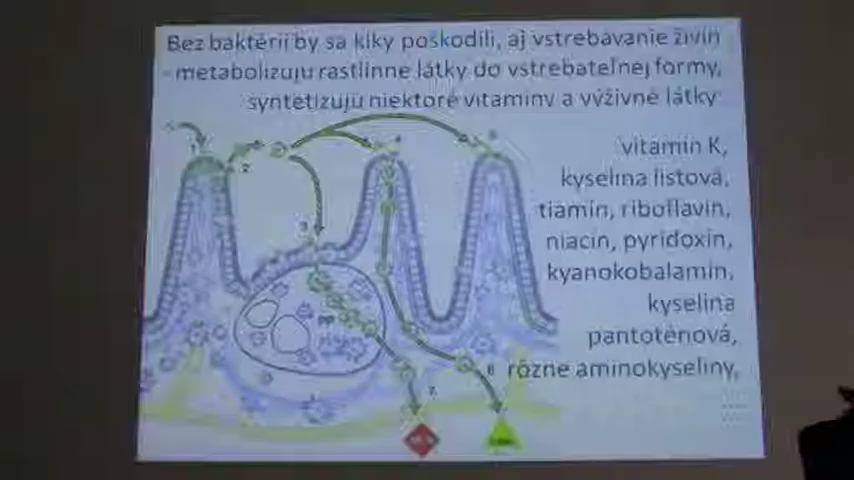 Bez baktérií by sa klky poškodili, aj vstrebávanie živín
- metabolizujú rastlinné látky do vstrebateľnej formy,
syntetizujú niektoré vitamíny a výživné látky
vitamín K,
kyselina listová,
tiamín, riboflavín,
niacín, pyridoxín,
kyanokobalamín,
kyselina
pantoténová,
rôzne aminokyseliny,